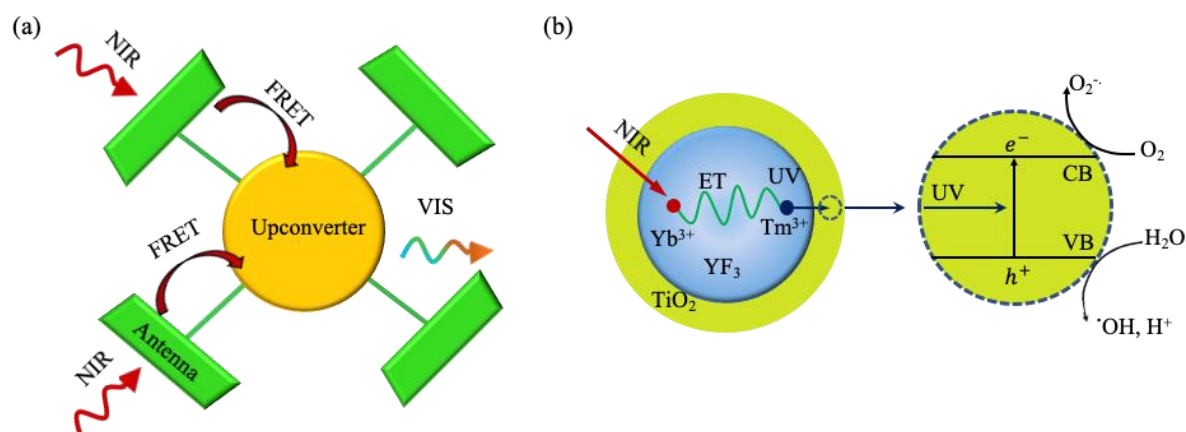 (a)
NIR
FRET
VIS
Upconverter
FRET
Antenna
NIR
(b)
NIR
ET
UV
Yb³⁺
Tm³⁺
YF₃
TiO₂
O₂⁻·
O₂
e⁻
CB
UV
VB
H₂O
h⁺
·OH, H⁺